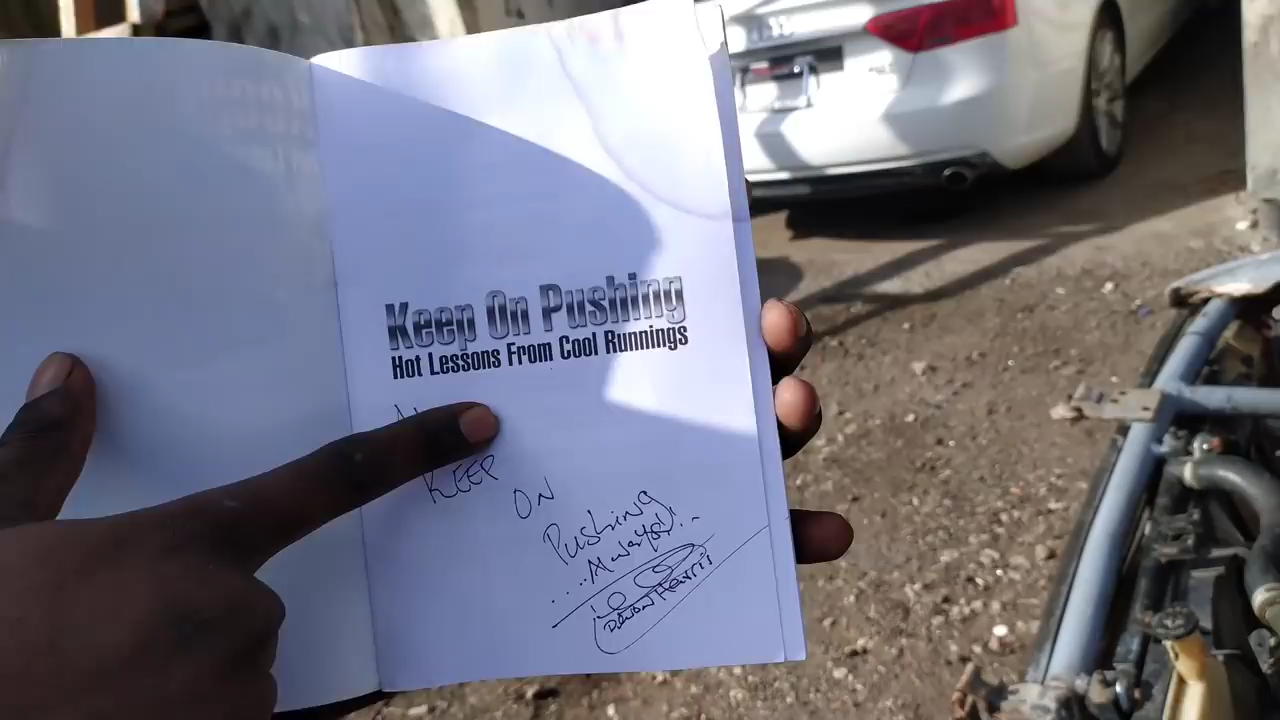 Keep On Pushing
Hot Lessons From Cool Runnings
KEEP
ON
Pushing
..Always!..
Devon Harris